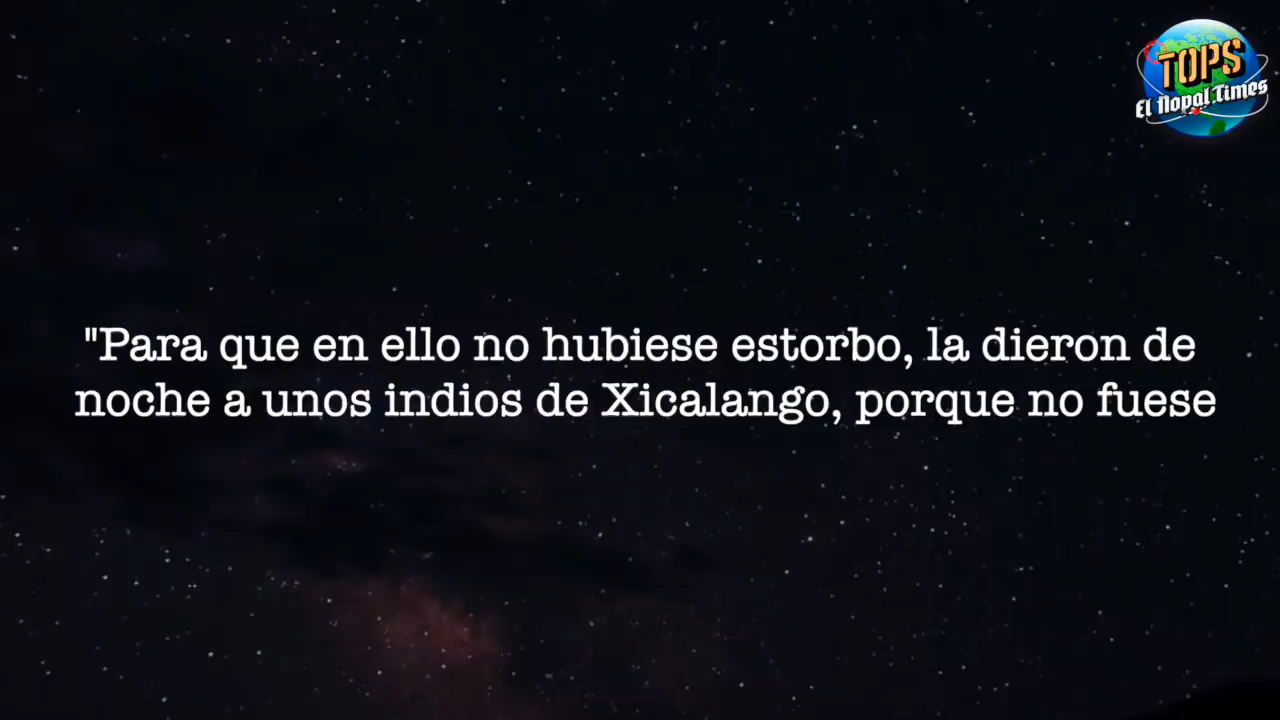 TOPS
El Nopal Times
"Para que en ello no hubiese estorbo, la dieron de
noche a unos indios de Xicalango, porque no fuese